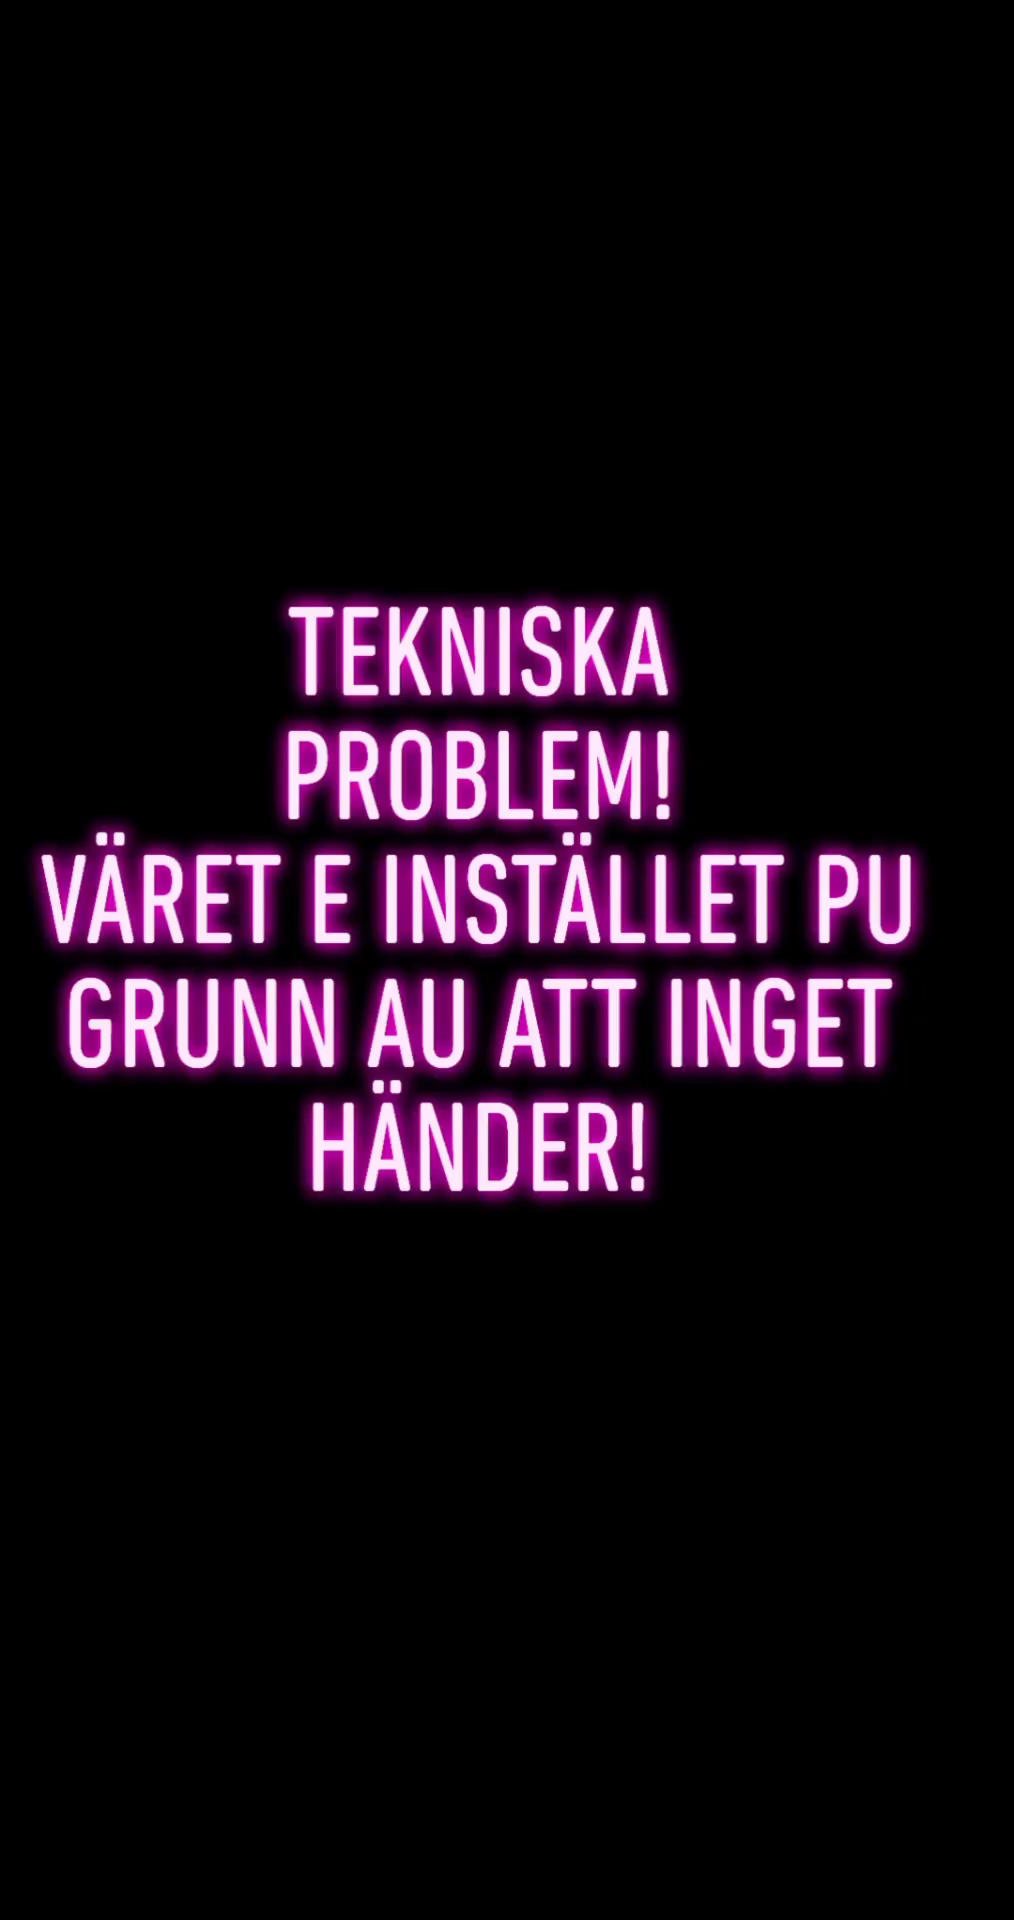 TEKNISKA
PROBLEM!
VÄRET E INSTÄLLET PU
GRUNN AU ATT INGET
HÄNDER!